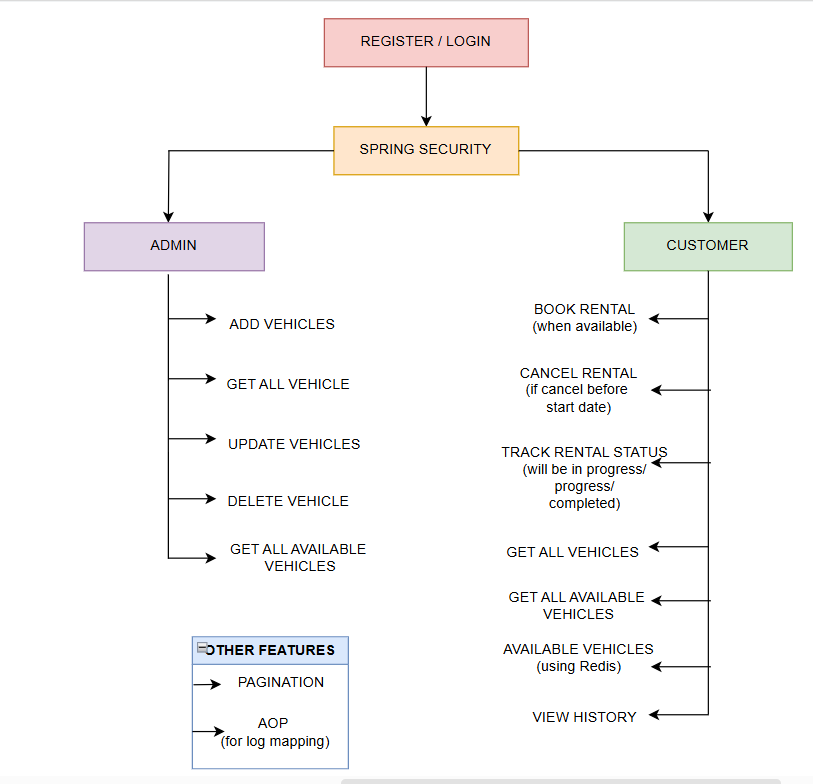 REGISTER / LOGIN
SPRING SECURITY
ADMIN
CUSTOMER
ADD VEHICLES
GET ALL VEHICLE
UPDATE VEHICLES
DELETE VEHICLE
GET ALL AVAILABLE
VEHICLES
BOOK RENTAL
(when available)
CANCEL RENTAL
(if cancel before
start date)
TRACK RENTAL STATUS
(will be in progress/
progress/
completed)
GET ALL VEHICLES
GET ALL AVAILABLE
VEHICLES
AVAILABLE VEHICLES
(using Redis)
VIEW HISTORY
OTHER FEATURES
PAGINATION
AOP
(for log mapping)